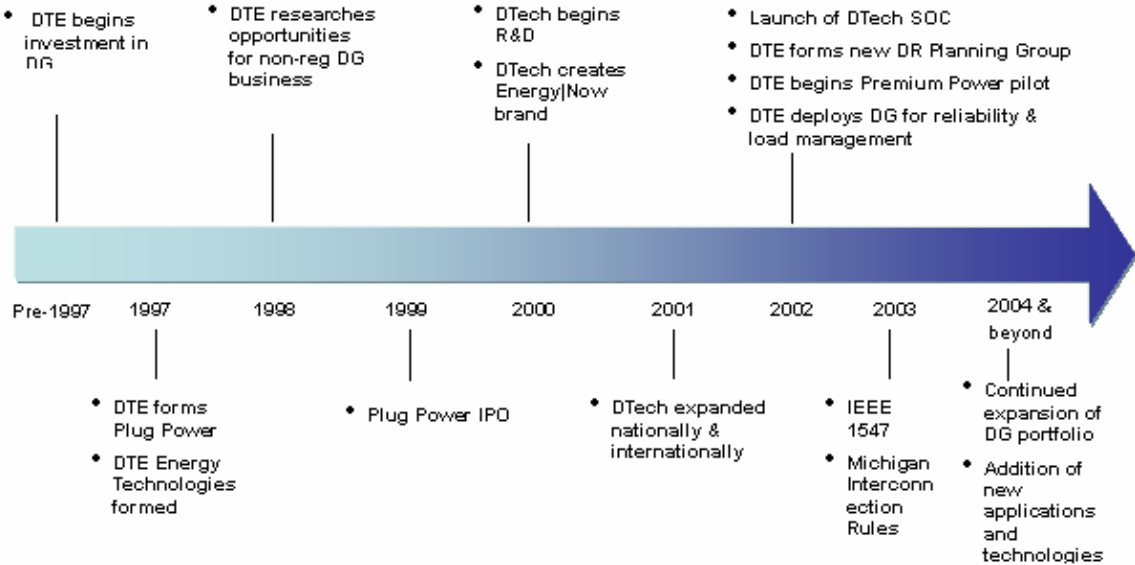 • DTE begins
investment in
DG
• DTE researches
opportunities
for non-reg DG
business
• DTech begins
R&D
• DTech creates
Energy|Now
brand
• Launch of DTech SOC
• DTE forms new DR Planning Group
• DTE begins Premium Power pilot
• DTE deploys DG for reliability &
load management
Pre-1997
1997
1998
1999
2000
2001
2002
2003
2004 &
beyond
• DTE forms
Plug Power
• DTE Energy
Technologies
formed
• Plug Power IPO
• DTech expanded
nationally &
internationally
• IEEE
1547
• Michigan
Interconn
ection
Rules
• Continued
expansion of
DG portfolio
• Addition of
new
applications
and
technologies